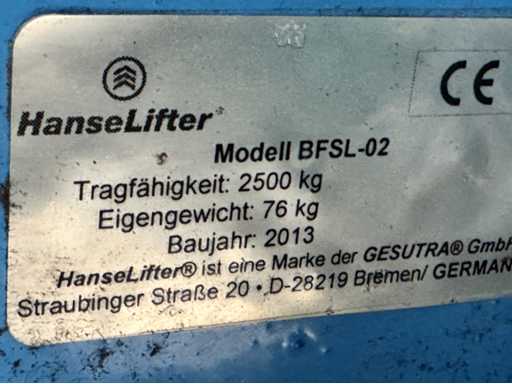 CE
HanseLifter
Modell BFSL-02
Tragfähigkeit: 2500 kg
Eigengewicht: 76 kg
Baujahr: 2013
HanseLifter® ist eine Marke der GESUTRA® GmbH
Straubinger Straße 20 • D-28219 Bremen/ GERMAN